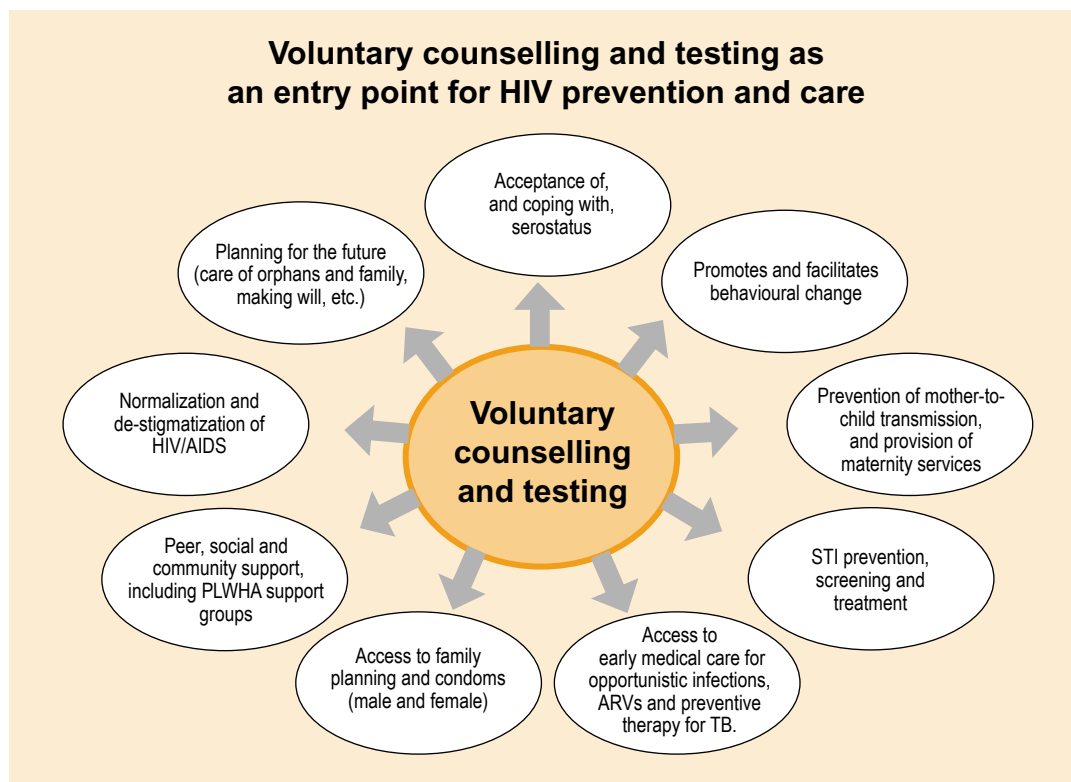 Voluntary counselling and testing as
an entry point for HIV prevention and care
Acceptance of,
and coping with,
serostatus
Promotes and facilitates
behavioural change
Prevention of mother-to-
child transmission,
and provision of
maternity services
STI prevention,
screening and
treatment
Access to
early medical care for
opportunistic infections,
ARVs and preventive
therapy for TB.
Access to family
planning and condoms
(male and female)
Peer, social and
community support,
including PLWHA support
groups
Normalization and
de-stigmatization of
HIV/AIDS
Planning for the future
(care of orphans and family,
making will, etc.)
Voluntary
counselling
and testing